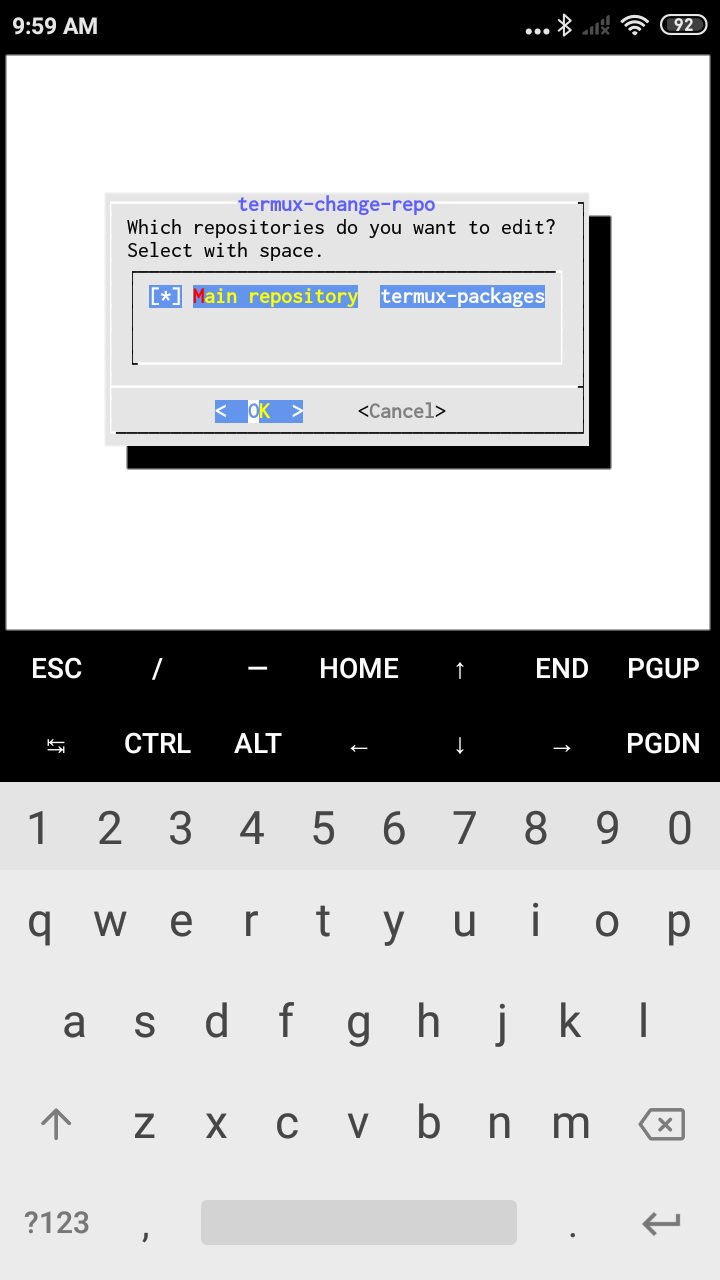 9:59 AM
92
termux-change-repo
Which repositories do you want to edit?
Select with space.
[*] Main repository termux-packages
< OK > <Cancel>
ESC / — HOME ↑ END PGUP
↹ CTRL ALT ← ↓ → PGDN
1 2 3 4 5 6 7 8 9 0
q w e r t y u i o p
a s d f g h j k l
z x c v b n m
?123 , .